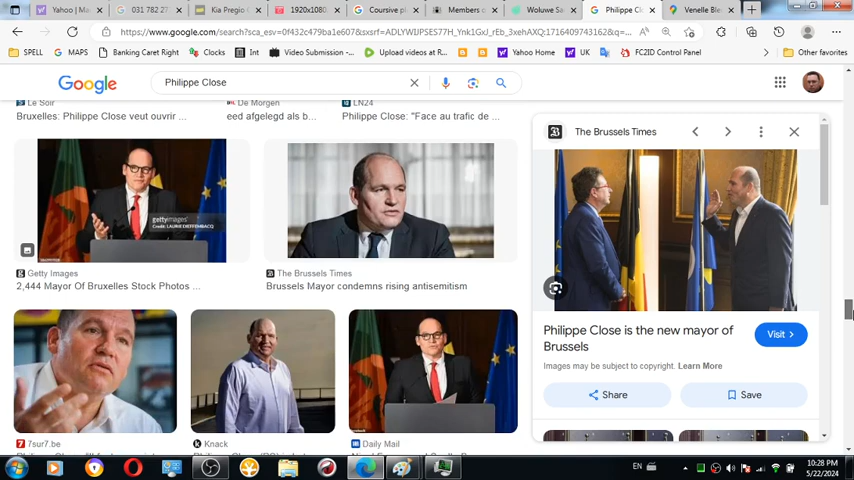 Yahoo | Ma
031 782 27
Kia Pregio G
1920x1080
Coursive pl
Members c
Woluwe Sa
Philippe Clo
Venelle Ble
https://www.google.com/search?sca_esv=0f432c479ba1e607&sxsrf=
SPELL
MAPS
Banking Caret Right
Clocks
Int
Video Submission -...
Upload videos at R...
Yahoo Home
UK
FC2ID Control Panel
Other favorites
Google
Philippe Close
Le Soir
De Morgen
LN24
Bruxelles: Philippe Close veut ouvrir ...
eed afgelegd als b...
Philippe Close: "Face au trafic de ...
gettyimages
Credit: LAURIE DIEFFEMBACQ
Getty Images
2,444 Mayor Of Bruxelles Stock Photos ...
The Brussels Times
Brussels Mayor condemns rising antisemitism
7sur7.be
Knack
Daily Mail
The Brussels Times
Philippe Close is the new mayor of
Brussels
Visit
Images may be subject to copyright. Learn More
Share
Save
EN
10:28 PM
5/22/2024